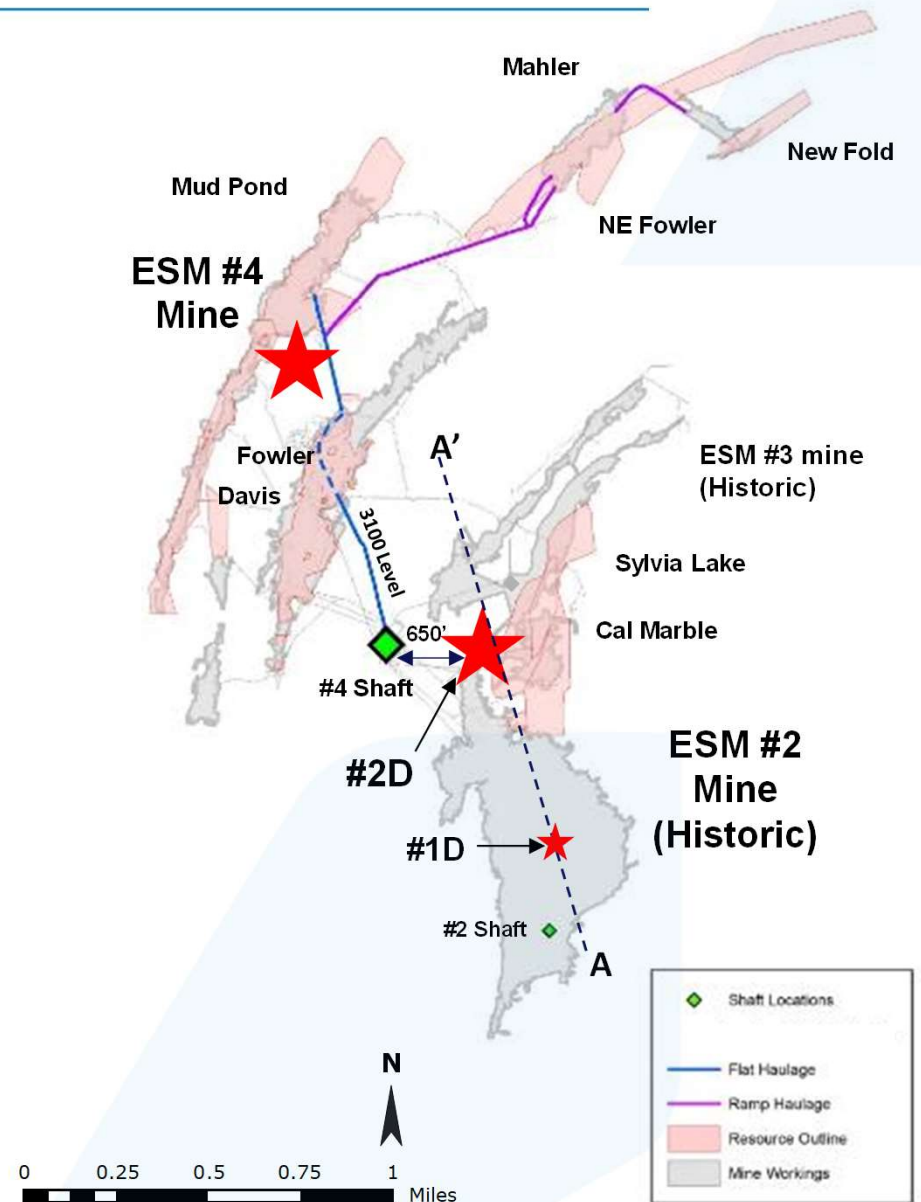 Mahler
New Fold
Mud Pond
NE Fowler
ESM #4
Mine
A'
Fowler
ESM #3 mine
(Historic)
Davis
3100 Level
Sylvia Lake
650'
Cal Marble
#4 Shaft
ESM #2
Mine
(Historic)
#2D
#1D
#2 Shaft
A
Shaft Locations
Flat Haulage
Ramp Haulage
Resource Outline
Mine Workings
N
0 0.25 0.5 0.75 1
Miles